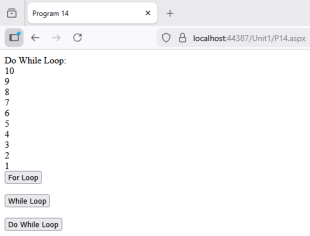 Program 14
localhost:44387/Unit1/P14.aspx
Do While Loop:
10
9
8
7
6
5
4
3
2
1
For Loop
While Loop
Do While Loop